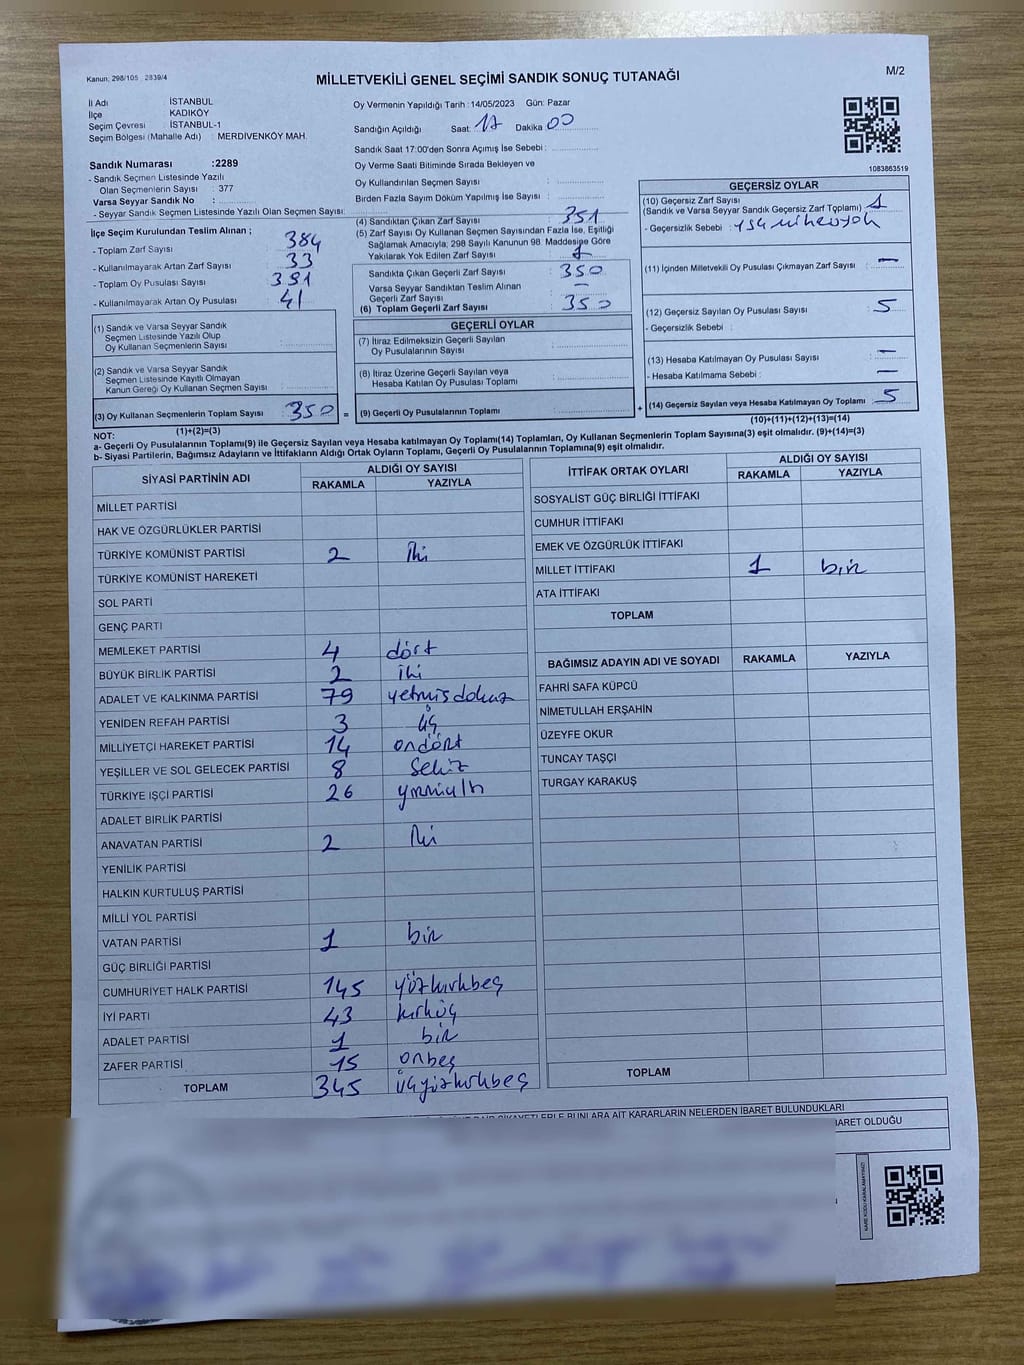 Kanun: 298/105 2839/4
MİLLETVEKİLİ GENEL SEÇİMİ SANDIK SONUÇ TUTANAĞI
M/2
İl Adı İSTANBUL
İlçe KADIKÖY
Seçim Çevresi İSTANBUL-1
Seçim Bölgesi (Mahalle Adı) : MERDİVENKÖY MAH.
Sandık Numarası :2289
- Sandık Seçmen Listesinde Yazılı
Olan Seçmenlerin Sayısı : 377
Varsa Seyyar Sandık No :
- Seyyar Sandık Seçmen Listesinde Yazılı Olan Seçmen Sayısı:
İlçe Seçim Kurulundan Teslim Alınan ;
- Toplam Zarf Sayısı : 384
- Kullanılmayarak Artan Zarf Sayısı : 33
- Toplam Oy Pusulası Sayısı : 391
- Kullanılmayarak Artan Oy Pusulası : 41
(1) Sandık ve Varsa Seyyar Sandık
Seçmen Listesinde Yazılı Olup
Oy Kullanan Seçmenlerin Sayısı :
(2) Sandık ve Varsa Seyyar Sandık
Seçmen Listesinde Kayıtlı Olmayan
Kanun Gereği Oy Kullanan Seçmen Sayısı :
(3) Oy Kullanan Seçmenlerin Toplam Sayısı : 350 =
(1)+(2)=(3)
Oy Vermenin Yapıldığı Tarih :14/05/2023 Gün: Pazar
Sandığın Açıldığı Saat: 17 Dakika : 00
Sandık Saat 17:00'den Sonra Açımış İse Sebebi :
Oy Verme Saati Bitiminde Sırada Bekleyen ve
Oy Kullandırılan Seçmen Sayısı :
Birden Fazla Sayım Döküm Yapılmış İse Sayısı :
(4) Sandıktan Çıkan Zarf Sayısı : 351
(5) Zarf Sayısı Oy Kullanan Seçmen Sayısından Fazla İse, Eşitliği
Sağlamak Amacıyla, 298 Sayılı Kanunun 98. Maddesine Göre
Yakılarak Yok Edilen Zarf Sayısı : 1
Sandıkta Çıkan Geçerli Zarf Sayısı : 350
Varsa Seyyar Sandıktan Teslim Alınan
Geçerli Zarf Sayısı : –
(6) Toplam Geçerli Zarf Sayısı : 350
GEÇERLİ OYLAR
(7) İtiraz Edilmeksizin Geçerli Sayılan
Oy Pusulalarının Sayısı :
(8) İtiraz Üzerine Geçerli Sayılan veya
Hesaba Katılan Oy Pusulası Toplamı :
(9) Geçerli Oy Pusulalarının Toplamı : +
1083863519
GEÇERSİZ OYLAR
(10) Geçersiz Zarf Sayısı
(Sandık ve Varsa Seyyar Sandık Geçersiz Zarf Toplamı) : 1
- Geçersizlik Sebebi :
(11) İçinden Milletvekili Oy Pusulası Çıkmayan Zarf Sayısı : –
(12) Geçersiz Sayılan Oy Pusulası Sayısı : 5
- Geçersizlik Sebebi :
(13) Hesaba Katılmayan Oy Pusulası Sayısı : –
- Hesaba Katılmama Sebebi : –
(14) Geçersiz Sayılan veya Hesaba Katılmayan Oy Toplamı : 5
(10)+(11)+(12)+(13)=(14)
NOT:
a- Geçerli Oy Pusulalarının Toplamı(9) ile Geçersiz Sayılan veya Hesaba katılmayan Oy Toplamı(14) Toplamları, Oy Kullanan Seçmenlerin Toplam Sayısına(3) eşit olmalıdır. (9)+(14)=(3)
b- Siyasi Partilerin, Bağımsız Adayların ve İttifakların Aldığı Ortak Oyların Toplamı, Geçerli Oy Pusulalarının Toplamına(9) eşit olmalıdır.
SİYASİ PARTİNİN ADI ALDIĞI OY SAYISI
RAKAMLA YAZIYLA
MİLLET PARTİSİ
HAK VE ÖZGÜRLÜKLER PARTİSİ
TÜRKİYE KOMÜNİST PARTİSİ 2 iki
TÜRKİYE KOMÜNİST HAREKETİ
SOL PARTİ
GENÇ PARTI
MEMLEKET PARTİSİ 4 dört
BÜYÜK BİRLİK PARTİSİ 2 iki
ADALET VE KALKINMA PARTİSİ 79 yetmişdokuz
YENİDEN REFAH PARTİSİ 3 üç
MİLLİYETÇİ HAREKET PARTİSİ 14 ondört
YEŞİLLER VE SOL GELECEK PARTİSİ 8 sekiz
TÜRKİYE İŞÇİ PARTİSİ 26 yirmialtı
ADALET BİRLİK PARTİSİ
ANAVATAN PARTİSİ 2 iki
YENİLİK PARTİSİ
HALKIN KURTULUŞ PARTİSİ
MİLLİ YOL PARTİSİ
VATAN PARTİSİ 1 bir
GÜÇ BİRLİĞİ PARTİSİ
CUMHURİYET HALK PARTİSİ 145 yüzkırkbeş
İYİ PARTİ 43 kırküç
ADALET PARTİSİ 1 bir
ZAFER PARTİSİ 15 onbeş
TOPLAM 345 üçyüzkırkbeş
İTTİFAK ORTAK OYLARI ALDIĞI OY SAYISI
RAKAMLA YAZIYLA
SOSYALİST GÜÇ BİRLİĞİ İTTİFAKI
CUMHUR İTTİFAKI
EMEK VE ÖZGÜRLÜK İTTİFAKI
MİLLET İTTİFAKI 1 bir
ATA İTTİFAKI
TOPLAM
BAĞIMSIZ ADAYIN ADI VE SOYADI RAKAMLA YAZIYLA
FAHRİ SAFA KÜPCÜ
NİMETULLAH ERŞAHİN
ÜZEYFE OKUR
TUNCAY TAŞÇI
TURGAY KARAKUŞ
TOPLAM
ŞİKAYETLERLE BUNLARA AİT KARARLARIN NELERDEN İBARET BULUNDUKLARI
İBARET OLDUĞU
KARE KODU KARALAMAYINIZ!